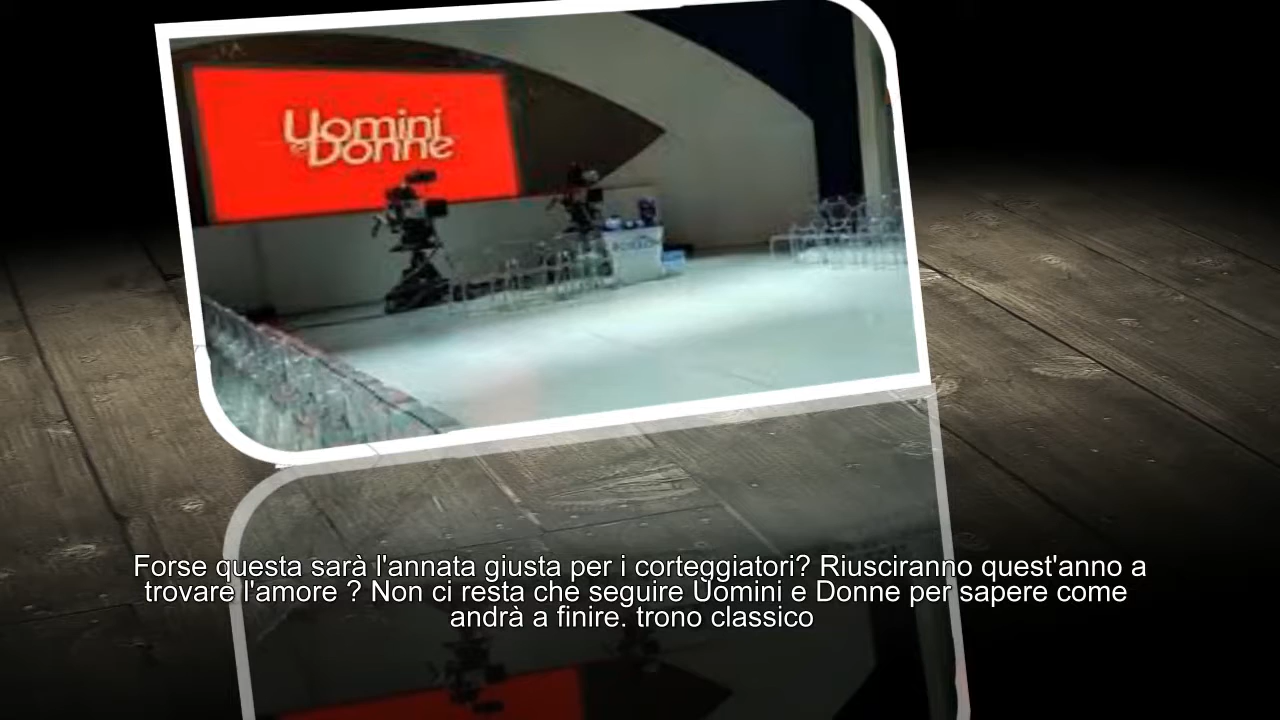 Uomini
e Donne
Forse questa sarà l'annata giusta per i corteggiatori? Riusciranno quest'anno a
trovare l'amore ? Non ci resta che seguire Uomini e Donne per sapere come
andrà a finire. trono classico